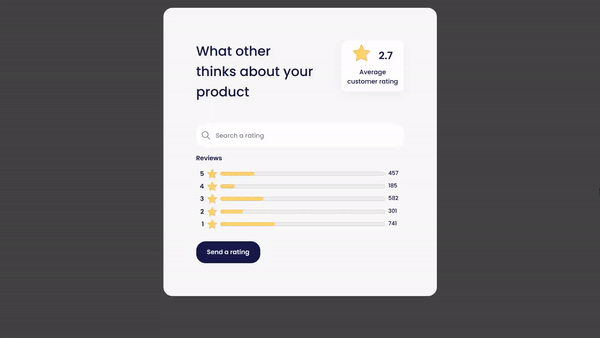 What other
thinks about your
product
2.7
Average
customer rating
Search a rating
Reviews
5 457
4 185
3 582
2 301
1 741
Send a rating